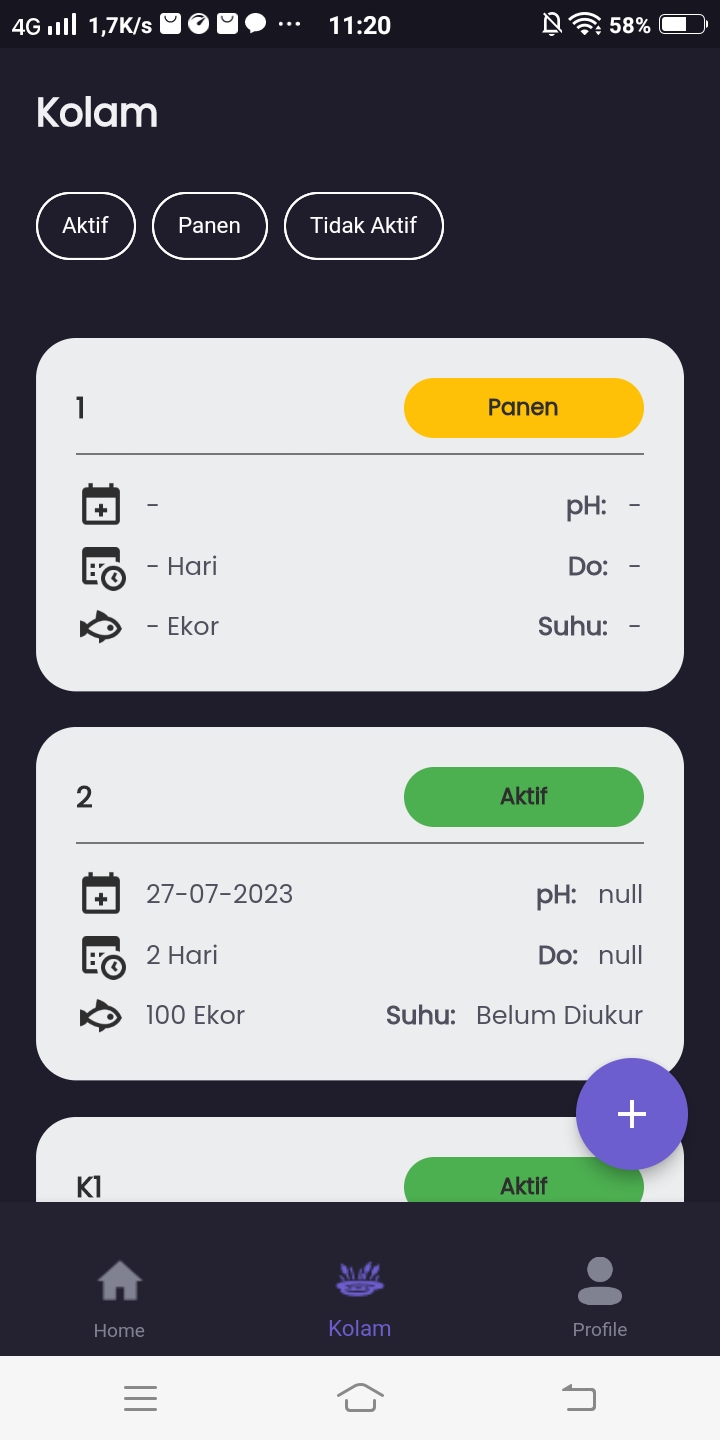 4G 1,7K/s ... 11:20 58%
Kolam
Aktif Panen Tidak Aktif
1 Panen
- pH: -
- Hari Do: -
- Ekor Suhu: -
2 Aktif
27-07-2023 pH: null
2 Hari Do: null
100 Ekor Suhu: Belum Diukur
+
K1 Aktif
Home Kolam Profile